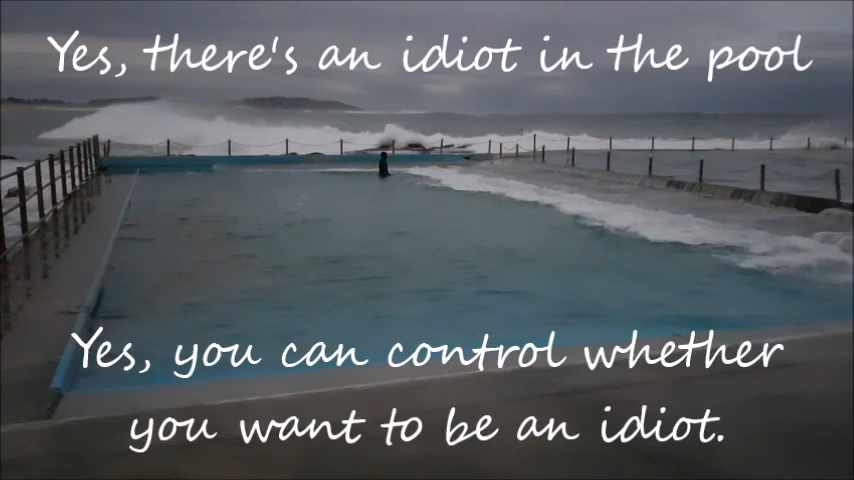 Yes, there's an idiot in the pool
Yes, you can control whether
you want to be an idiot.